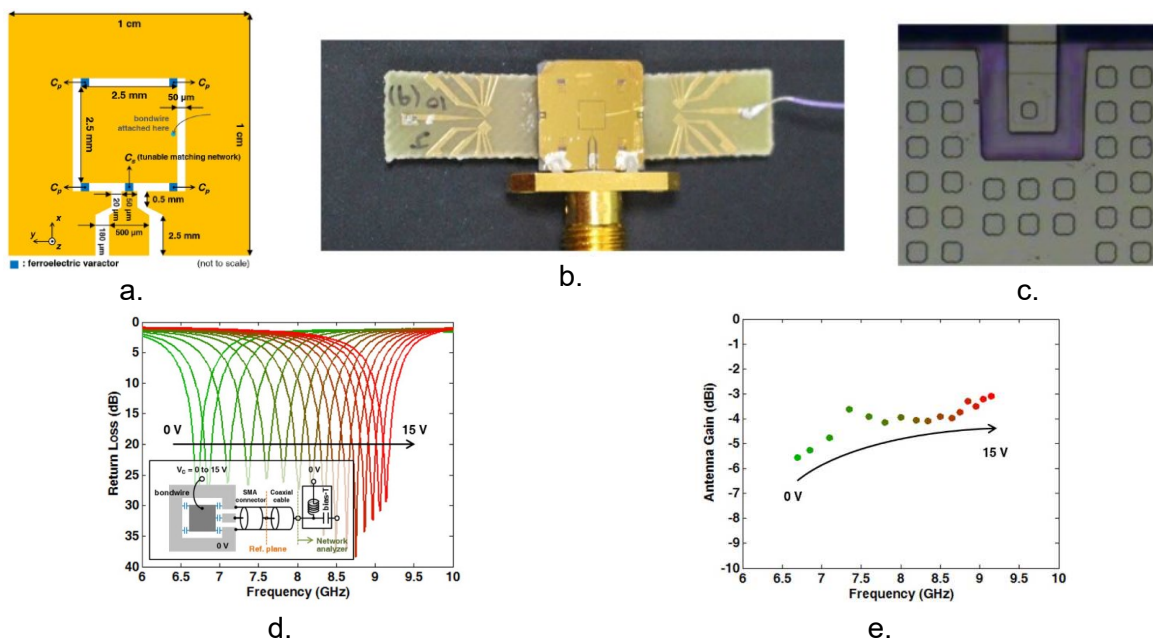 1 cm
Cp
Cp
2.5 mm
50 μm
bondwire
attached here
2.5 mm
1 cm
Cs (tunable matching network)
Cp
Cp
20 μm
50 μm
0.5 mm
500 μm
180 μm
2.5 mm
x
y
z
: ferroelectric varactor
(not to scale)
a.
b.
c.
0
5
10
15
20
25
30
35
40
Return Loss (dB)
0 V
15 V
VG = 0 to 15 V
bondwire
SMA
connector
Coaxial
cable
0 V
bias-T
0 V
Ref. plane
Network
analyzer
6
6.5
7
7.5
8
8.5
9
9.5
10
Frequency (GHz)
d.
0
-1
-2
-3
-4
-5
-6
-7
-8
-9
-10
Antenna Gain (dBi)
0 V
15 V
6
6.5
7
7.5
8
8.5
9
9.5
10
Frequency (GHz)
e.